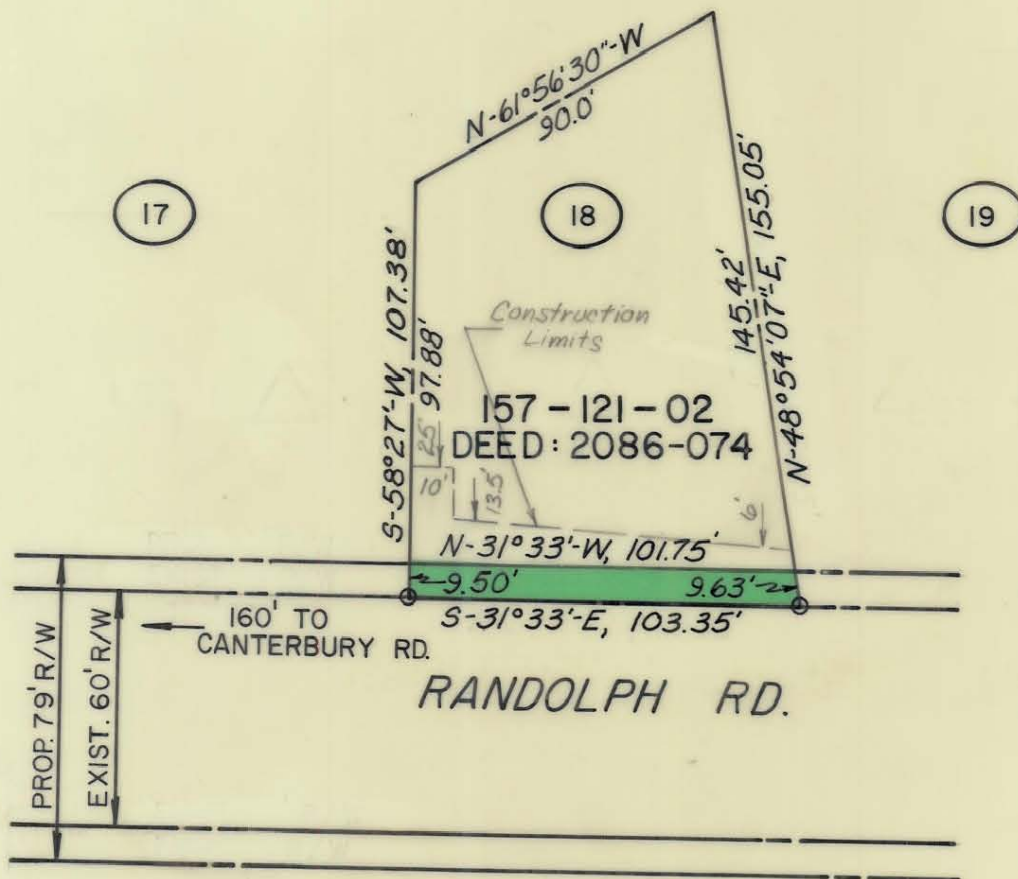 N-61°56'30"-W
90.0'
17
18
19
S-58°27'-W, 107.38'
97.88'
145.42'
N-48°54'07"-E, 155.05'
Construction
Limits
157-121-02
DEED: 2086-074
25'
10'
13.5'
6'
N-31°33'-W, 101.75'
9.50'
9.63'
S-31°33'-E, 103.35'
160' TO
CANTERBURY RD.
RANDOLPH RD.
PROP. 79' R/W
EXIST. 60' R/W